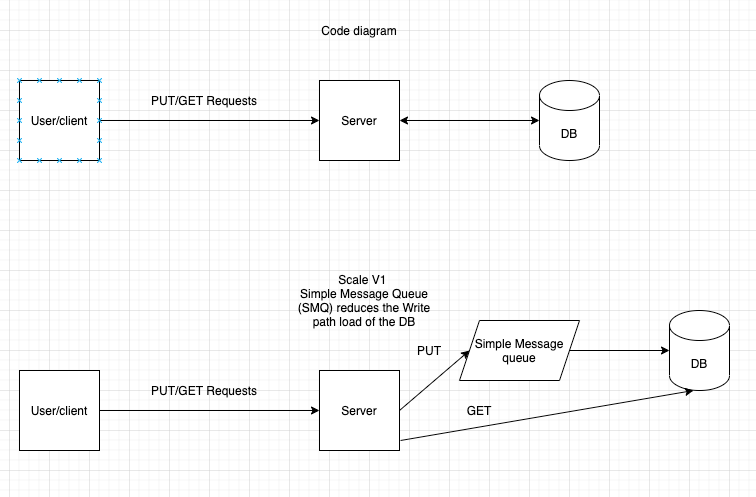 Code diagram
User/client
PUT/GET Requests
Server
DB
Scale V1
Simple Message Queue
(SMQ) reduces the Write
path load of the DB
User/client
PUT/GET Requests
Server
PUT
Simple Message
queue
GET
DB